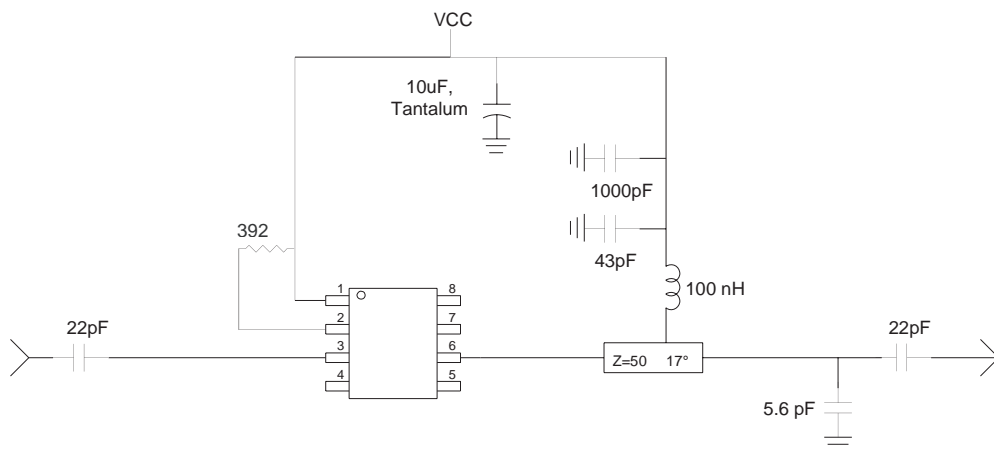 VCC
10uF,
Tantalum
1000pF
392
43pF
100 nH
1
8
2
7
22pF
3
6
Z=50 17°
22pF
4
5
5.6 pF